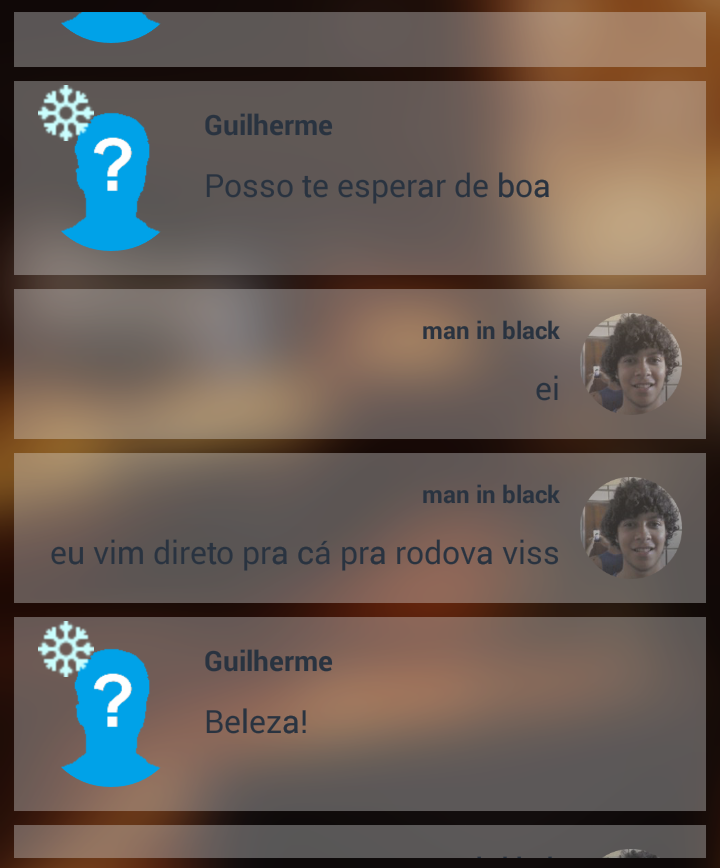 ?
Guilherme
Posso te esperar de boa
man in black
ei
man in black
eu vim direto pra cá pra rodova viss
?
Guilherme
Beleza!